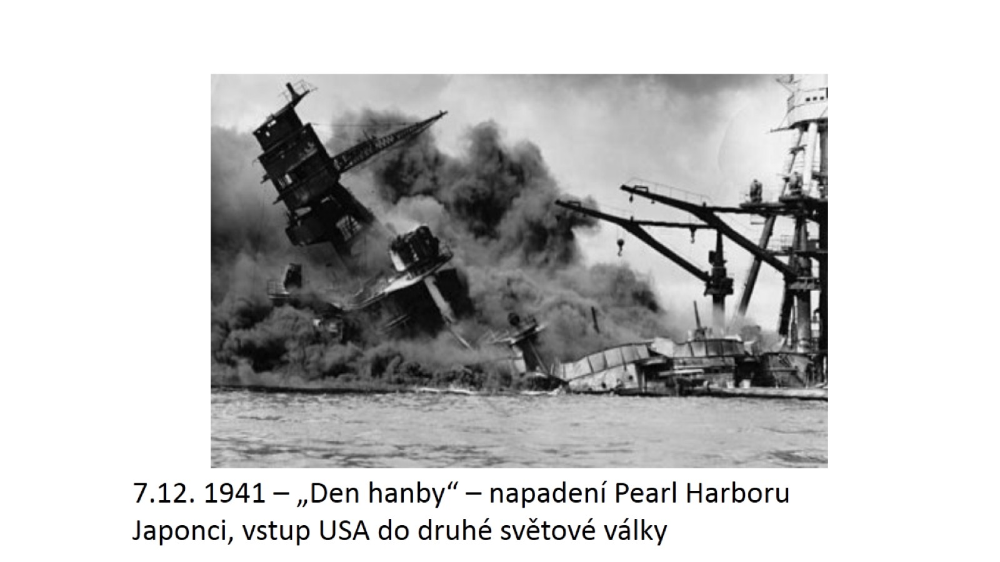 7.12. 1941 – „Den hanby“ – napadení Pearl Harboru
Japonci, vstup USA do druhé světové války